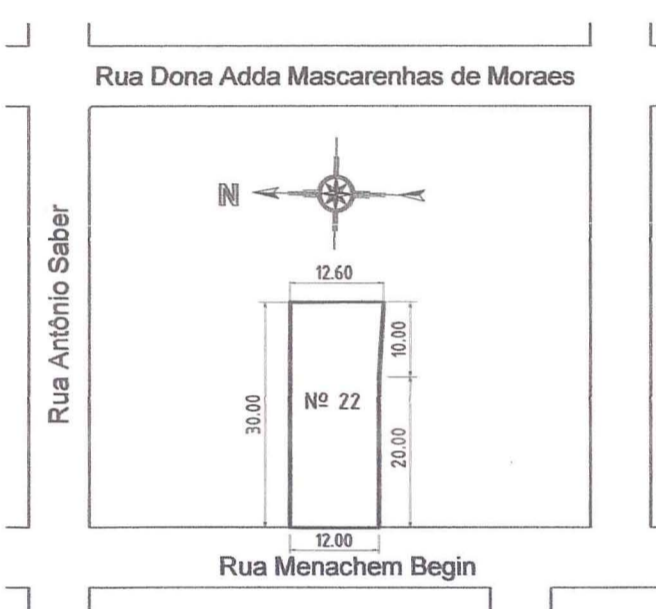 Rua Dona Adda Mascarenhas de Moraes
N
Rua Antônio Saber
12.60
10.00
30.00
Nº 22
20.00
12.00
Rua Menachem Begin